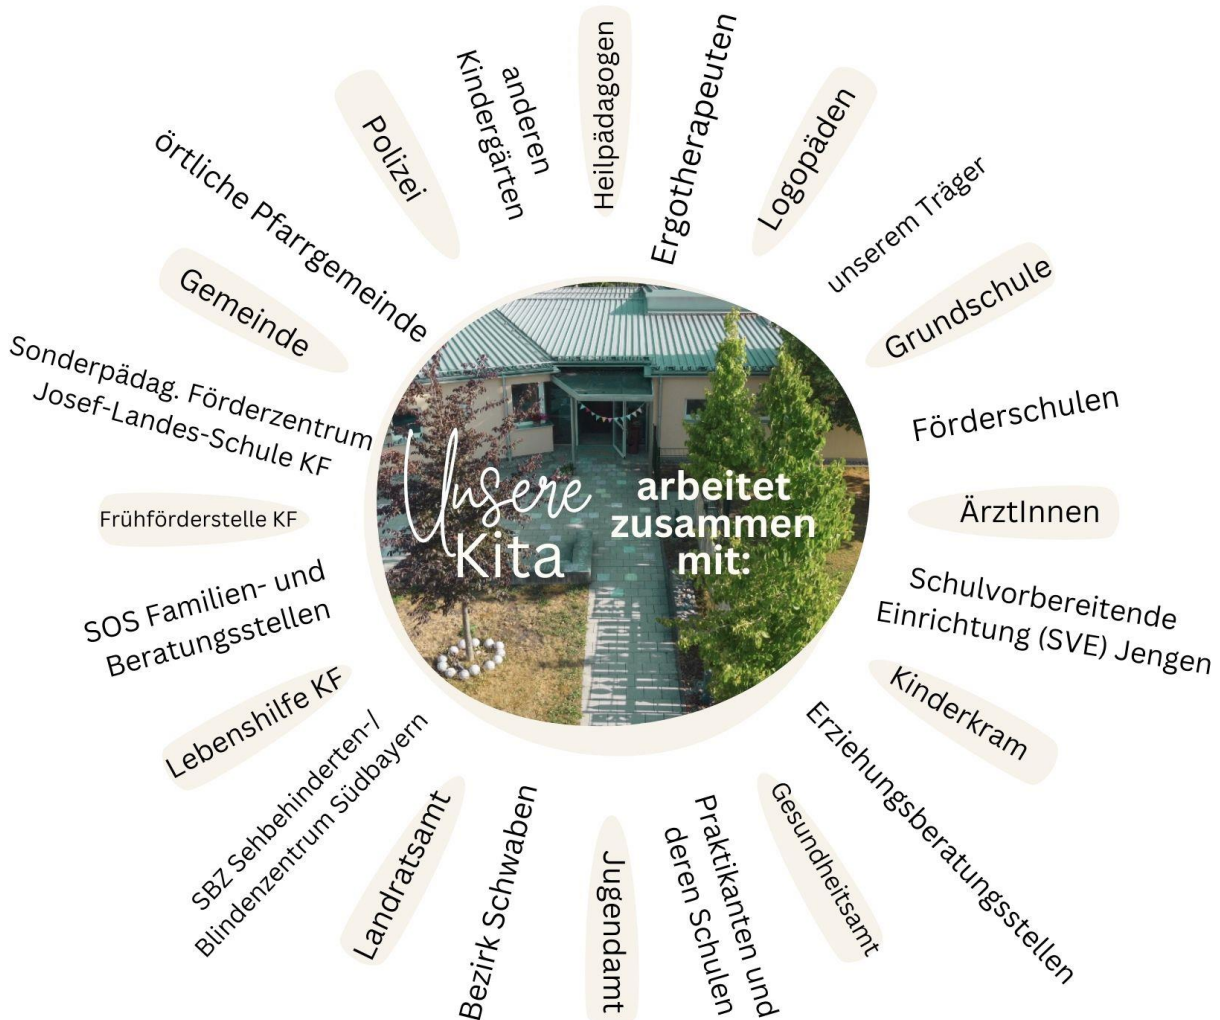 Unsere
Kita
arbeitet
zusammen
mit:
Heilpädagogen
Ergotherapeuten
Logopäden
unserem Träger
Grundschule
Förderschulen
ÄrztInnen
Schulvorbereitende
Einrichtung (SVE) Jengen
Kinderkram
Erziehungsberatungsstellen
Gesundheitsamt
Praktikanten und
deren Schulen
Jugendamt
Bezirk Schwaben
Landratsamt
SBZ Sehbehinderten-/
Blindenzentrum Südbayern
Lebenshilfe KF
SOS Familien- und
Beratungsstellen
Frühförderstelle KF
Sonderpädag. Förderzentrum
Josef-Landes-Schule KF
Gemeinde
örtliche Pfarrgemeinde
Polizei
anderen
Kindergärten